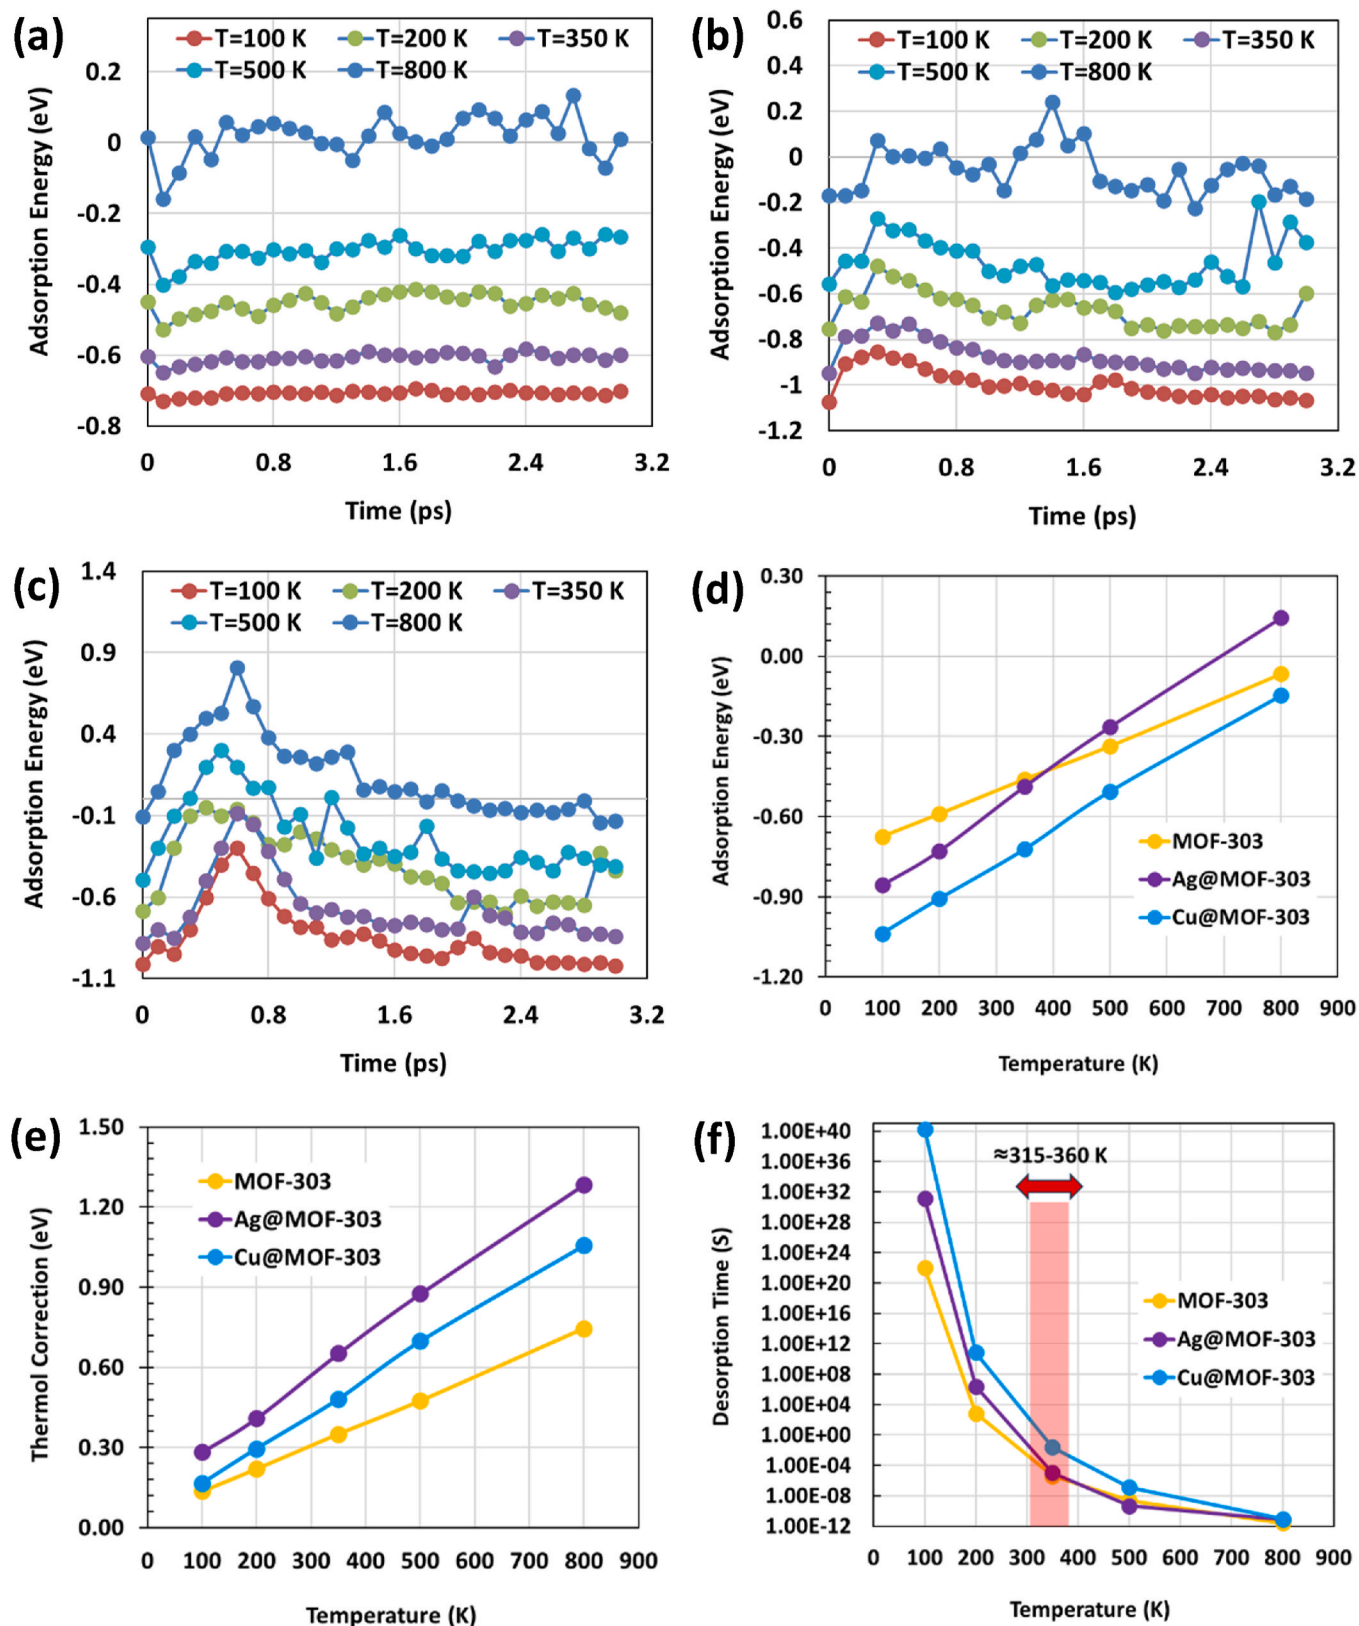 (a)
T=100 K T=200 K T=350 K
T=500 K T=800 K
Adsorption Energy (eV)
0.2
0
-0.2
-0.4
-0.6
-0.8
0 0.8 1.6 2.4 3.2
Time (ps)
(b)
T=100 K T=200 K T=350 K
T=500 K T=800 K
Adsorption Energy (eV)
0.6
0.4
0.2
0
-0.2
-0.4
-0.6
-0.8
-1
-1.2
0 0.8 1.6 2.4 3.2
Time (ps)
(c)
T=100 K T=200 K T=350 K
T=500 K T=800 K
Adsorption Energy (eV)
1.4
0.9
0.4
-0.1
-0.6
-1.1
0 0.8 1.6 2.4 3.2
Time (ps)
(d)
Adsorption Energy (eV)
0.30
0.00
-0.30
-0.60
-0.90
-1.20
MOF-303
Ag@MOF-303
Cu@MOF-303
0 100 200 300 400 500 600 700 800 900
Temperature (K)
(e)
Thermol Correction (eV)
1.50
1.20
0.90
0.60
0.30
0.00
MOF-303
Ag@MOF-303
Cu@MOF-303
0 100 200 300 400 500 600 700 800 900
Temperature (K)
(f)
Desorption Time (S)
1.00E+40
1.00E+36
1.00E+32
1.00E+28
1.00E+24
1.00E+20
1.00E+16
1.00E+12
1.00E+08
1.00E+04
1.00E+00
1.00E-04
1.00E-08
1.00E-12
≈315-360 K
MOF-303
Ag@MOF-303
Cu@MOF-303
0 100 200 300 400 500 600 700 800 900
Temperature (K)